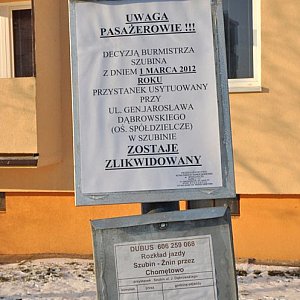 UWAGA
PASAŻEROWIE !!!
DECYZJĄ BURMISTRZA
SZUBINA
Z DNIEM 1 MARCA 2012
ROKU
PRZYSTANEK USYTUOWANY
PRZY
UL. GEN.JAROSŁAWA
DĄBROWSKIEGO
(OŚ. SPÓŁDZIELCZE)
W SZUBINIE
ZOSTAJE
ZLIKWIDOWANY
DUBUS 606 259 068
Rozkład jazdy
Szubin - Żnin przez
Chomętowo